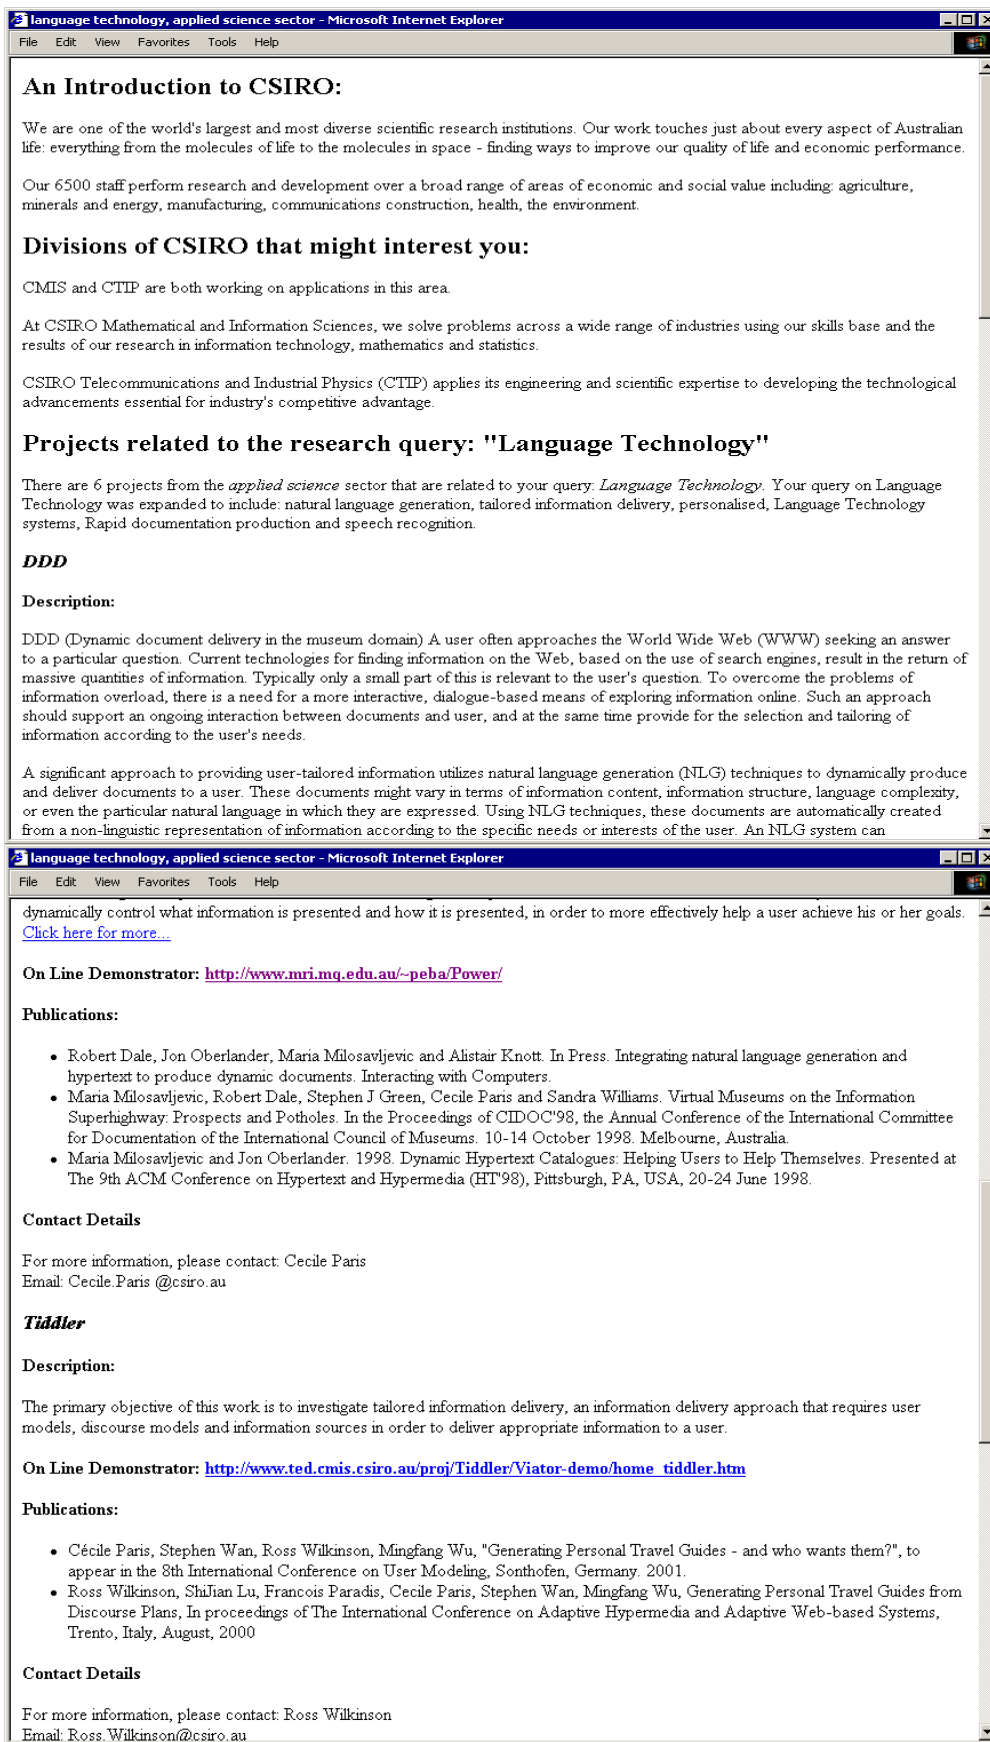 language technology, applied science sector - Microsoft Internet Explorer
File Edit View Favorites Tools Help
An Introduction to CSIRO:
We are one of the world's largest and most diverse scientific research institutions. Our work touches just about every aspect of Australian
life: everything from the molecules of life to the molecules in space - finding ways to improve our quality of life and economic performance.
Our 6500 staff perform research and development over a broad range of areas of economic and social value including: agriculture,
minerals and energy, manufacturing, communications construction, health, the environment.
Divisions of CSIRO that might interest you:
CMIS and CTIP are both working on applications in this area.
At CSIRO Mathematical and Information Sciences, we solve problems across a wide range of industries using our skills base and the
results of our research in information technology, mathematics and statistics.
CSIRO Telecommunications and Industrial Physics (CTIP) applies its engineering and scientific expertise to developing the technological
advancements essential for industry's competitive advantage.
Projects related to the research query: "Language Technology"
There are 6 projects from the applied science sector that are related to your query: Language Technology. Your query on Language
Technology was expanded to include: natural language generation, tailored information delivery, personalised, Language Technology
systems, Rapid documentation production and speech recognition.
DDD
Description:
DDD (Dynamic document delivery in the museum domain) A user often approaches the World Wide Web (WWW) seeking an answer
to a particular question. Current technologies for finding information on the Web, based on the use of search engines, result in the return of
massive quantities of information. Typically only a small part of this is relevant to the user's question. To overcome the problems of
information overload, there is a need for a more interactive, dialogue-based means of exploring information online. Such an approach
should support an ongoing interaction between documents and user, and at the same time provide for the selection and tailoring of
information according to the user's needs.
A significant approach to providing user-tailored information utilizes natural language generation (NLG) techniques to dynamically produce
and deliver documents to a user. These documents might vary in terms of information content, information structure, language complexity,
or even the particular natural language in which they are expressed. Using NLG techniques, these documents are automatically created
from a non-linguistic representation of information according to the specific needs or interests of the user. An NLG system can
language technology, applied science sector - Microsoft Internet Explorer
File Edit View Favorites Tools Help
dynamically control what information is presented and how it is presented, in order to more effectively help a user achieve his or her goals.
Click here for more...
On Line Demonstrator: http://www.mri.mq.edu.au/~peba/Power/
Publications:
• Robert Dale, Jon Oberlander, Maria Milosavljevic and Alistair Knott. In Press. Integrating natural language generation and
hypertext to produce dynamic documents. Interacting with Computers.
• Maria Milosavljevic, Robert Dale, Stephen J Green, Cecile Paris and Sandra Williams. Virtual Museums on the Information
Superhighway: Prospects and Potholes. In the Proceedings of CIDOC'98, the Annual Conference of the International Committee
for Documentation of the International Council of Museums. 10-14 October 1998. Melbourne, Australia.
• Maria Milosavljevic and Jon Oberlander. 1998. Dynamic Hypertext Catalogues: Helping Users to Help Themselves. Presented at
The 9th ACM Conference on Hypertext and Hypermedia (HT'98), Pittsburgh, PA, USA, 20-24 June 1998.
Contact Details
For more information, please contact: Cecile Paris
Email: Cecile.Paris @csiro.au
Tiddler
Description:
The primary objective of this work is to investigate tailored information delivery, an information delivery approach that requires user
models, discourse models and information sources in order to deliver appropriate information to a user.
On Line Demonstrator: http://www.ted.cmis.csiro.au/proj/Tiddler/Viator-demo/home_tiddler.htm
Publications:
• Cécile Paris, Stephen Wan, Ross Wilkinson, Mingfang Wu, "Generating Personal Travel Guides - and who wants them?", to
appear in the 8th International Conference on User Modeling, Sonthofen, Germany. 2001.
• Ross Wilkinson, ShiJian Lu, Francois Paradis, Cecile Paris, Stephen Wan, Mingfang Wu, Generating Personal Travel Guides from
Discourse Plans, In proceedings of The International Conference on Adaptive Hypermedia and Adaptive Web-based Systems,
Trento, Italy, August, 2000
Contact Details
For more information, please contact: Ross Wilkinson
Email: Ross.Wilkinson@csiro.au